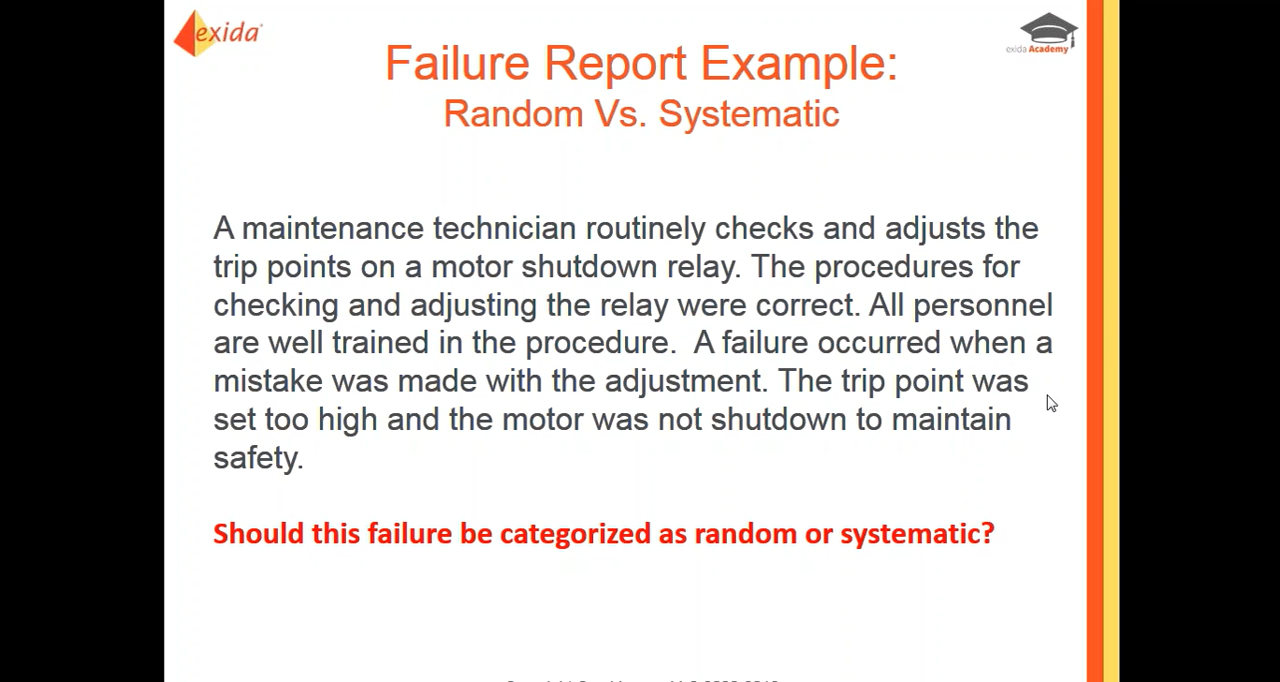 exida
exida Academy
Failure Report Example:
Random Vs. Systematic
A maintenance technician routinely checks and adjusts the
trip points on a motor shutdown relay. The procedures for
checking and adjusting the relay were correct. All personnel
are well trained in the procedure. A failure occurred when a
mistake was made with the adjustment. The trip point was
set too high and the motor was not shutdown to maintain
safety.
Should this failure be categorized as random or systematic?